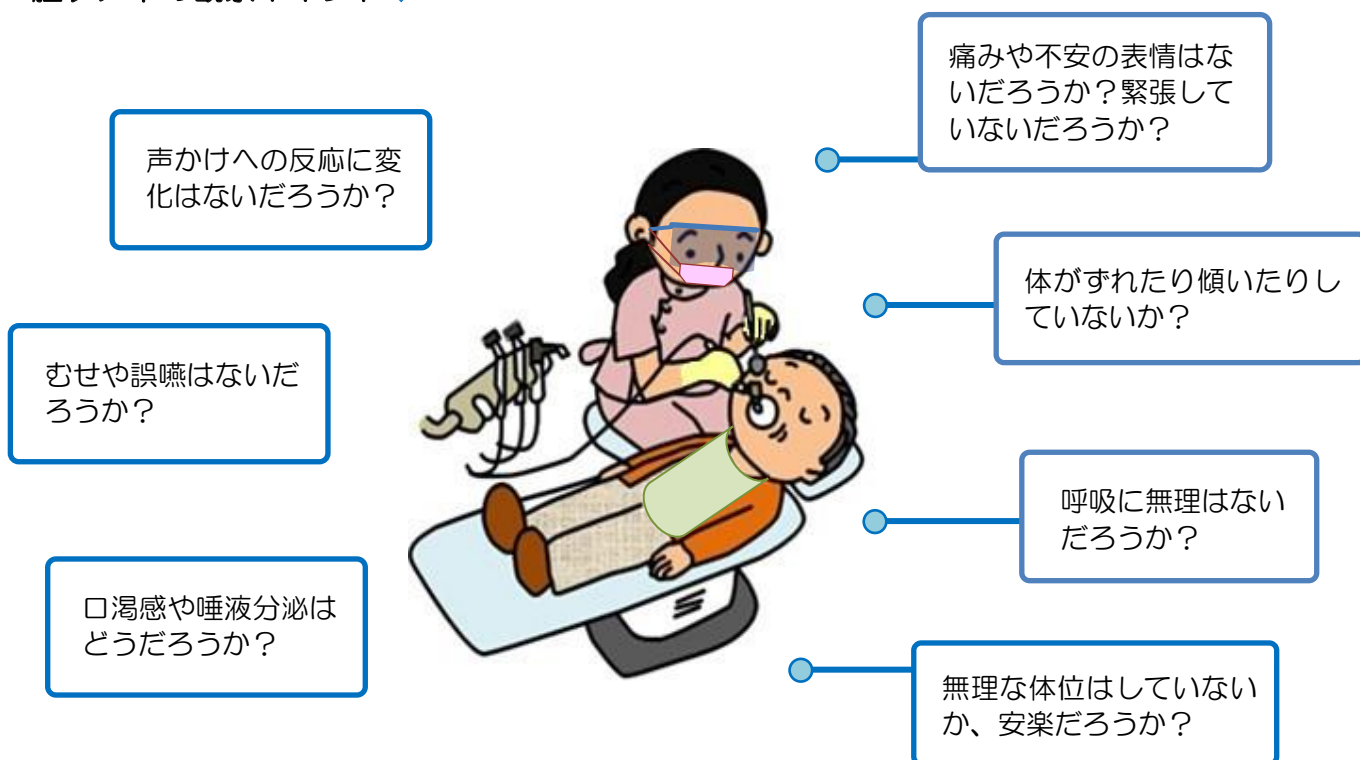 痛みや不安の表情はな
いだろうか？緊張して
いないだろうか？
声かけへの反応に変
化はないだろうか？
体がずれたり傾いたりし
ていないか？
むせや誤嚥はないだ
ろうか？
呼吸に無理はない
だろうか？
口渇感や唾液分泌は
どうだろうか？
無理な体位はしていない
か、安楽だろうか？